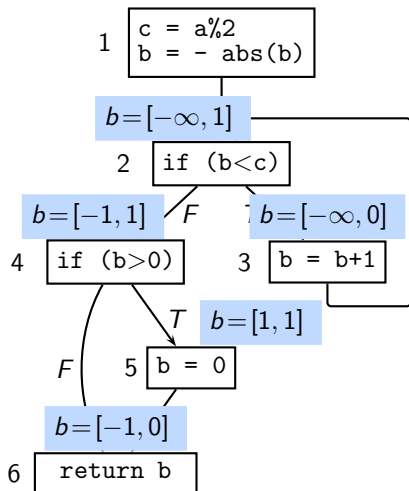 1
c = a%2
b = - abs(b)
b=[−∞, 1]
2
if (b<c)
F
b=[−1, 1]
b=[−∞, 0]
4
if (b>0)
3
b = b+1
T
b=[1, 1]
F
5
b = 0
b=[−1, 0]
6
return b